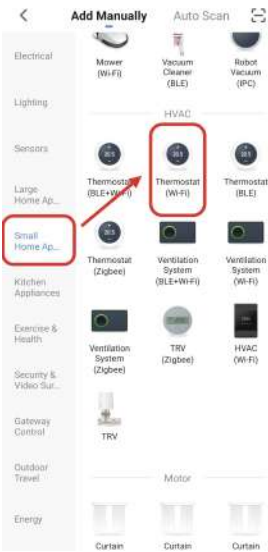 Add Manually
Auto Scan
Electrical
Lighting
Sensors
Large
Home Ap...
Small
Home Ap...
Kitchen
Appliances
Exercise &
Health
Security &
Video Sur...
Gateway
Control
Outdoor
Travel
Energy
Mower
(Wi-Fi)
Vacuum
Cleaner
(BLE)
Robot
Vacuum
(IPC)
HVAC
Thermostat
(BLE+Wi-Fi)
Thermostat
(Wi-Fi)
Thermostat
(BLE)
Thermostat
(Zigbee)
Ventilation
System
(BLE+Wi-Fi)
Ventilation
System
(Wi-Fi)
Ventilation
System
(Zigbee)
TRV
(Zigbee)
HVAC
(Wi-Fi)
TRV
Motor
Curtain
Curtain
Curtain